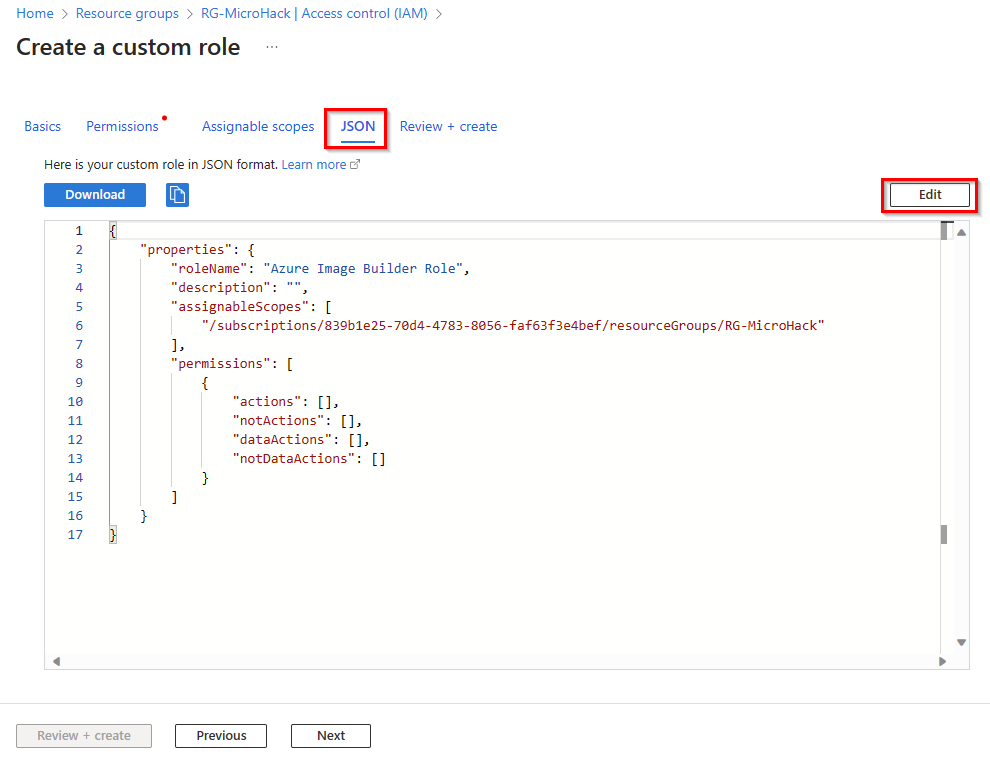 Home > Resource groups > RG-MicroHack | Access control (IAM) >
Create a custom role ...
Basics Permissions Assignable scopes JSON Review + create
Here is your custom role in JSON format. Learn more
Download Edit
1 {
2 "properties": {
3 "roleName": "Azure Image Builder Role",
4 "description": "",
5 "assignableScopes": [
6 "/subscriptions/839b1e25-70d4-4783-8056-faf63f3e4bef/resourceGroups/RG-MicroHack"
7 ],
8 "permissions": [
9 {
10 "actions": [],
11 "notActions": [],
12 "dataActions": [],
13 "notDataActions": []
14 }
15 ]
16 }
17 }
Review + create Previous Next